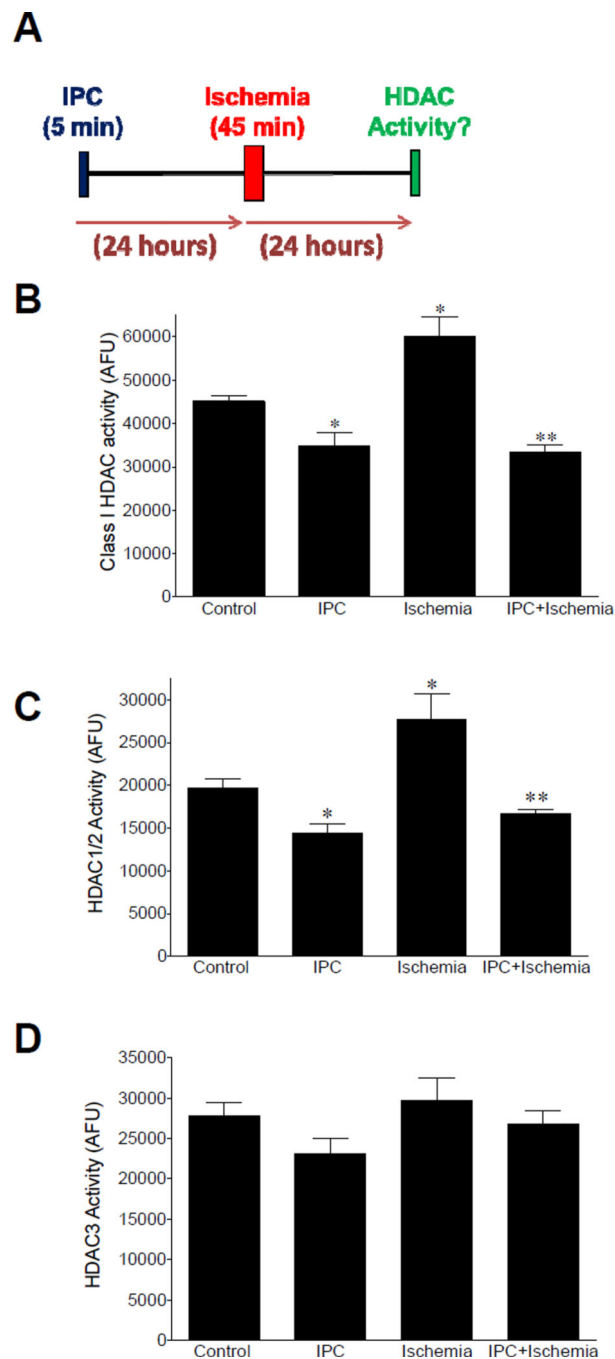 A
IPC Ischemia HDAC
(5 min) (45 min) Activity?
(24 hours) (24 hours)
B
Class I HDAC activity (AFU)
60000
50000
40000
30000
20000
10000
0
*
*
**
Control IPC Ischemia IPC+Ischemia
C
HDAC1/2 Activity (AFU)
30000
25000
20000
15000
10000
5000
0
*
*
**
Control IPC Ischemia IPC+Ischemia
D
HDAC3 Activity (AFU)
35000
30000
25000
20000
15000
10000
5000
0
Control IPC Ischemia IPC+Ischemia